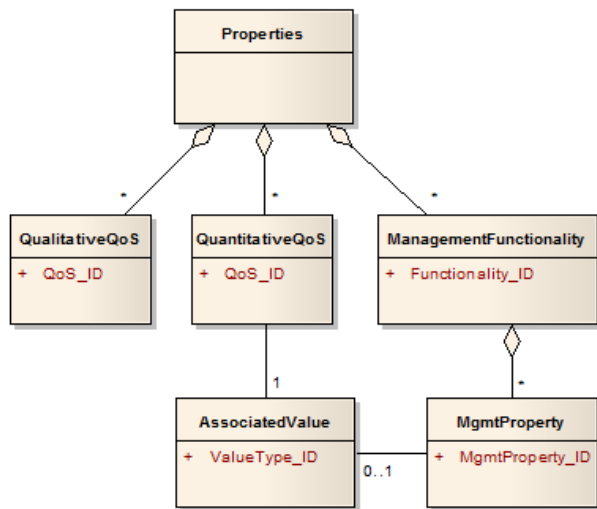 Properties
* * *
QualitativeQoS QuantitativeQoS ManagementFunctionality
+ QoS_ID + QoS_ID + Functionality_ID
1 *
AssociatedValue MgmtProperty
+ ValueType_ID + MgmtProperty_ID
0..1